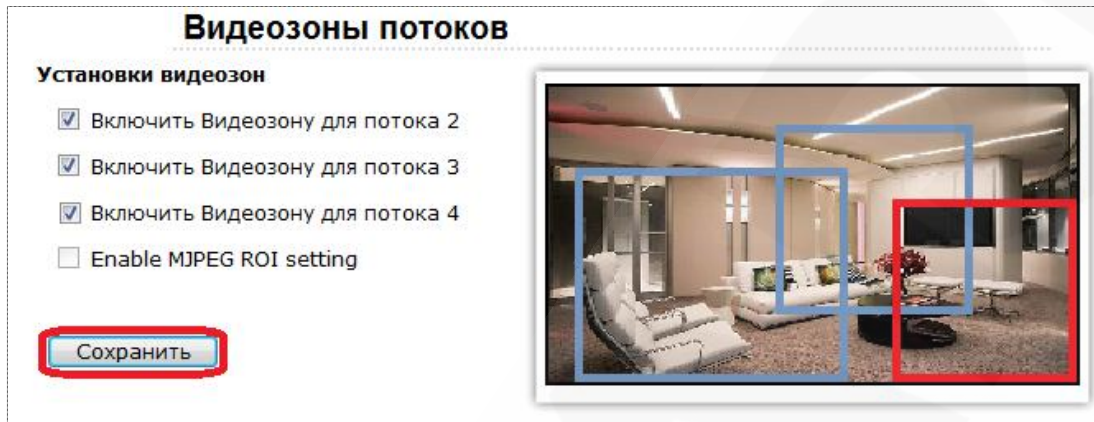 Видеозоны потоков
Установки видеозон
Включить Видеозону для потока 2
Включить Видеозону для потока 3
Включить Видеозону для потока 4
Enable MJPEG ROI setting
Сохранить